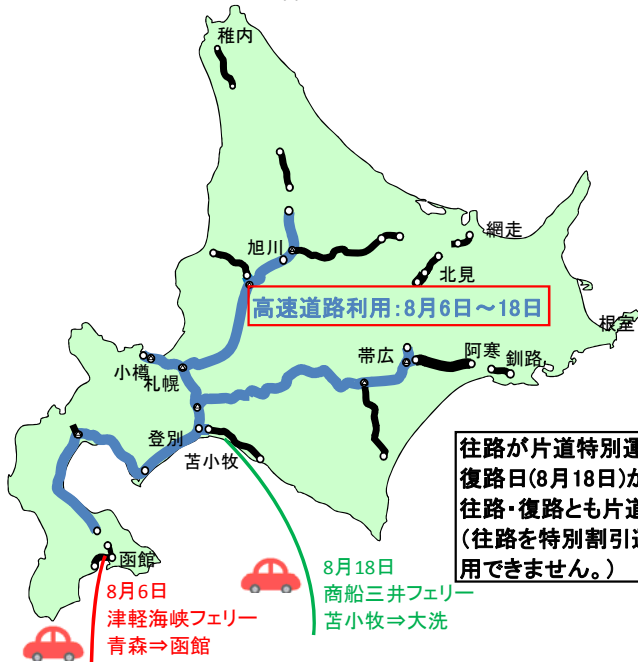 稚内
網走
旭川
北見
高速道路利用：8月6日～18日
根室
小樽
札幌
帯広
阿寒
釧路
登別
苫小牧
函館
往路が片道特別運
復路日(8月18日)か
往路・復路とも片道
(往路を特別割引
用できません。)
8月6日
津軽海峡フェリー
青森⇒函館
8月18日
商船三井フェリー
苫小牧⇒大洗